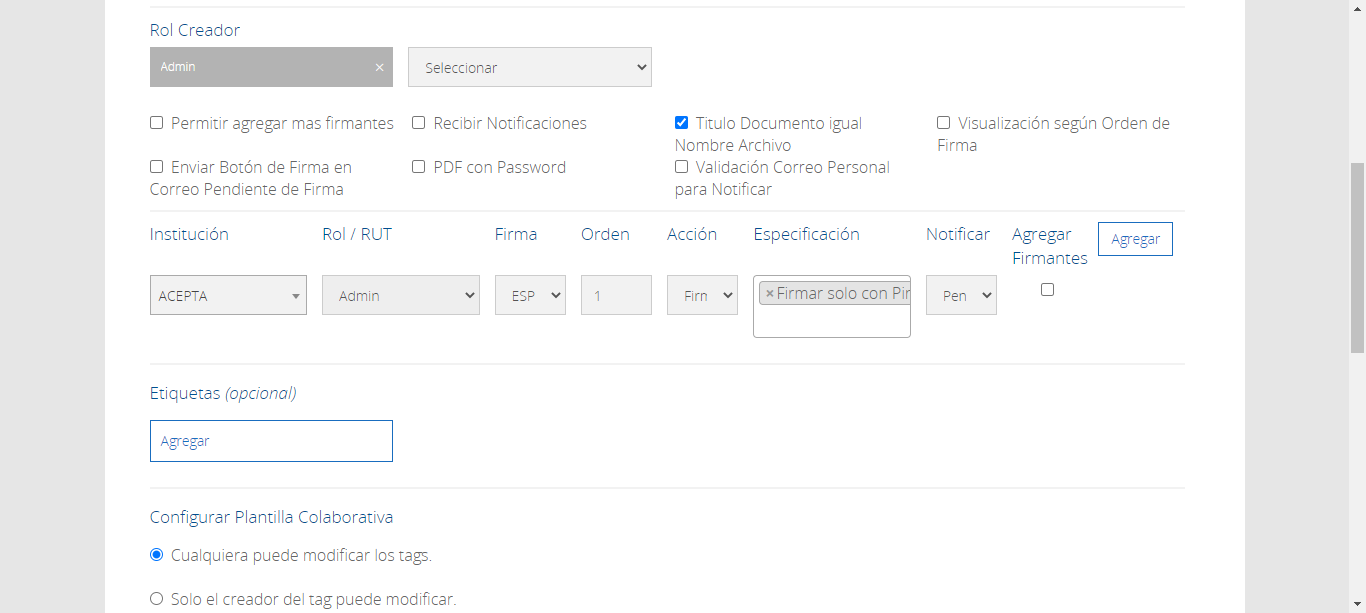 Rol Creador
Admin ×
Seleccionar
Permitir agregar mas firmantes
Recibir Notificaciones
Titulo Documento igual
Nombre Archivo
Visualización según Orden de
Firma
Enviar Botón de Firma en
Correo Pendiente de Firma
PDF con Password
Validación Correo Personal
para Notificar
Institución
Rol / RUT
Firma
Orden
Acción
Especificación
Notificar
Agregar
Firmantes
Agregar
ACEPTA
Admin
ESP
1
Firn
×Firmar solo con Pin
Pen
Etiquetas (opcional)
Agregar
Configurar Plantilla Colaborativa
Cualquiera puede modificar los tags.
Solo el creador del tag puede modificar.